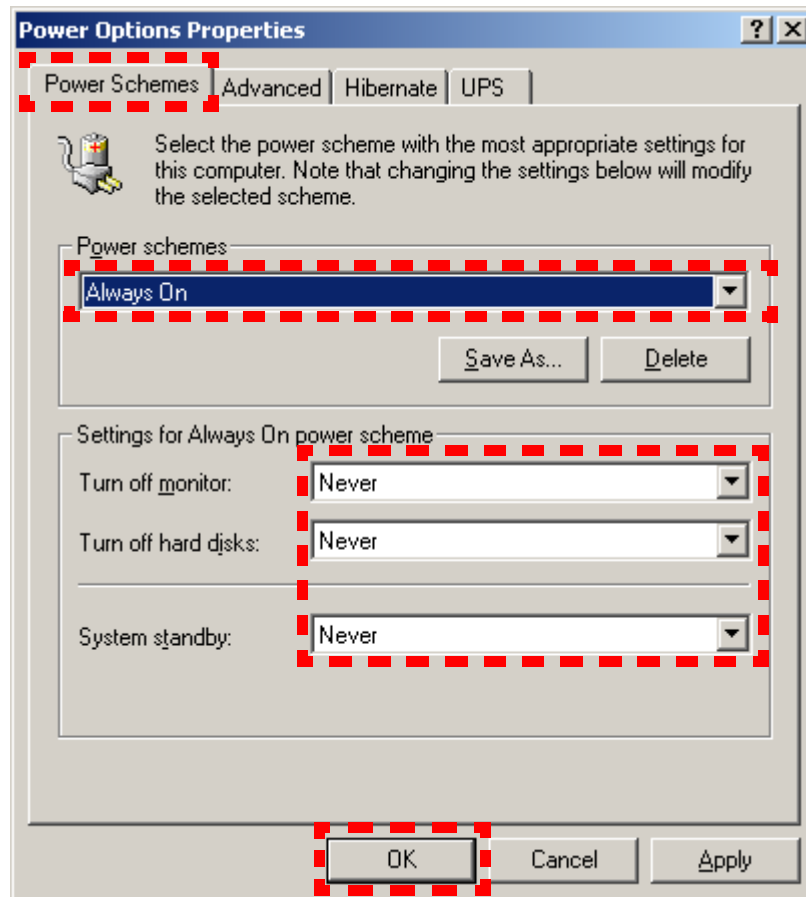 Power Options Properties
Power Schemes Advanced Hibernate UPS
Select the power scheme with the most appropriate settings for
this computer. Note that changing the settings below will modify
the selected scheme.
Power schemes
Always On
Save As... Delete
Settings for Always On power scheme
Turn off monitor: Never
Turn off hard disks: Never
System standby: Never
OK Cancel Apply